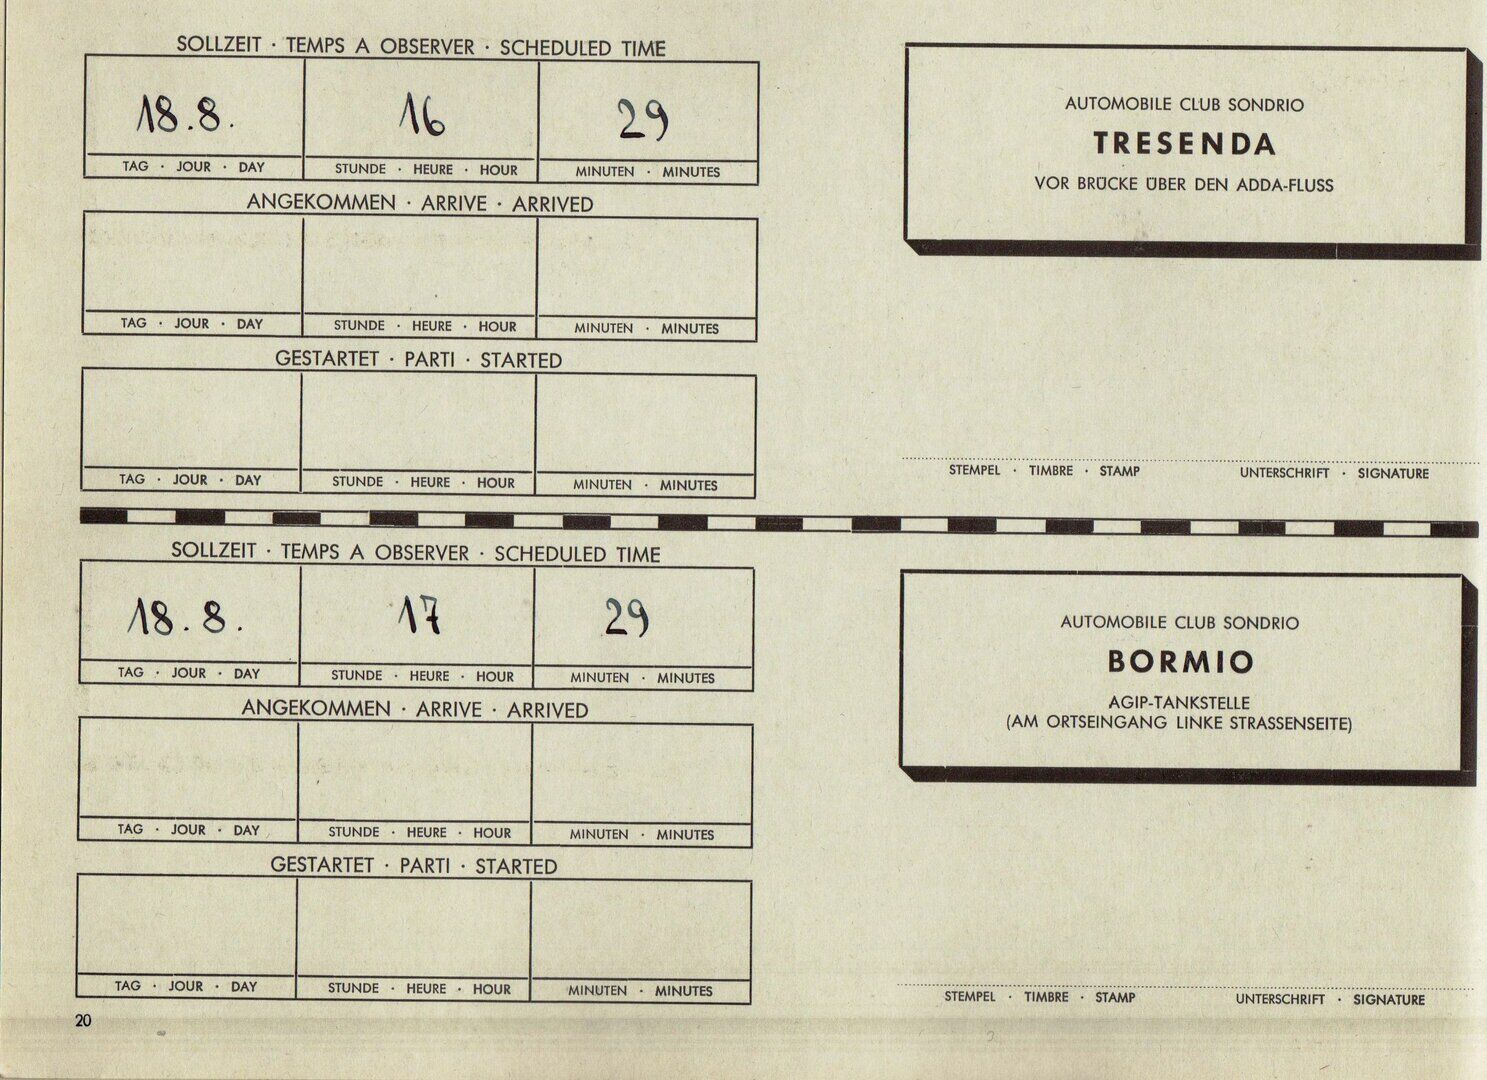 SOLLZEIT · TEMPS A OBSERVER · SCHEDULED TIME
18.8. 16 29
TAG · JOUR · DAY STUNDE · HEURE · HOUR MINUTEN · MINUTES
AUTOMOBILE CLUB SONDRIO
TRESENDA
VOR BRÜCKE ÜBER DEN ADDA-FLUSS
ANGEKOMMEN · ARRIVE · ARRIVED
TAG · JOUR · DAY STUNDE · HEURE · HOUR MINUTEN · MINUTES
GESTARTET · PARTI · STARTED
TAG · JOUR · DAY STUNDE · HEURE · HOUR MINUTEN · MINUTES
STEMPEL · TIMBRE · STAMP UNTERSCHRIFT · SIGNATURE
SOLLZEIT · TEMPS A OBSERVER · SCHEDULED TIME
18.8. 17 29
TAG · JOUR · DAY STUNDE · HEURE · HOUR MINUTEN · MINUTES
AUTOMOBILE CLUB SONDRIO
BORMIO
AGIP-TANKSTELLE
(AM ORTSEINGANG LINKE STRASSENSEITE)
ANGEKOMMEN · ARRIVE · ARRIVED
TAG · JOUR · DAY STUNDE · HEURE · HOUR MINUTEN · MINUTES
GESTARTET · PARTI · STARTED
TAG · JOUR · DAY STUNDE · HEURE · HOUR MINUTEN · MINUTES
STEMPEL · TIMBRE · STAMP UNTERSCHRIFT · SIGNATURE
20